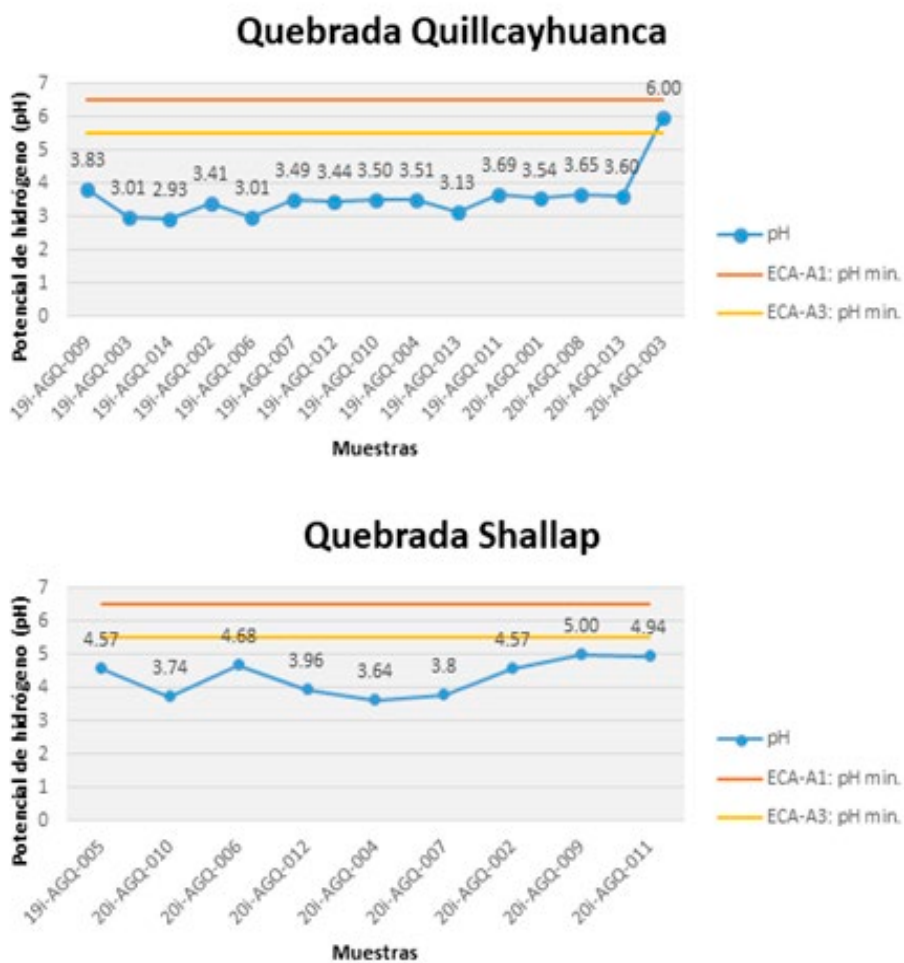 Quebrada Quillcayhuanca
Potencial de hidrógeno (pH)
7
6
5
4
3
2
1
0
3.83
3.01
2.93
3.41
3.01
3.49
3.44
3.50
3.51
3.13
3.69
3.54
3.65
3.60
6.00
19i-AGQ-009
19i-AGQ-003
19i-AGQ-014
19i-AGQ-002
19i-AGQ-006
19i-AGQ-007
19i-AGQ-012
19i-AGQ-010
19i-AGQ-004
19i-AGQ-013
19i-AGQ-011
20i-AGQ-001
20i-AGQ-008
20i-AGQ-013
20i-AGQ-003
Muestras
pH
ECA-A1: pH min.
ECA-A3: pH min.
Quebrada Shallap
Potencial de hidrógeno (pH)
7
6
5
4
3
2
1
0
4.57
3.74
4.68
3.96
3.64
3.8
4.57
5.00
4.94
19i-AGQ-005
20i-AGQ-010
20i-AGQ-006
20i-AGQ-012
20i-AGQ-004
20i-AGQ-007
20i-AGQ-002
20i-AGQ-009
20i-AGQ-011
Muestras
pH
ECA-A1: pH min.
ECA-A3: pH min.